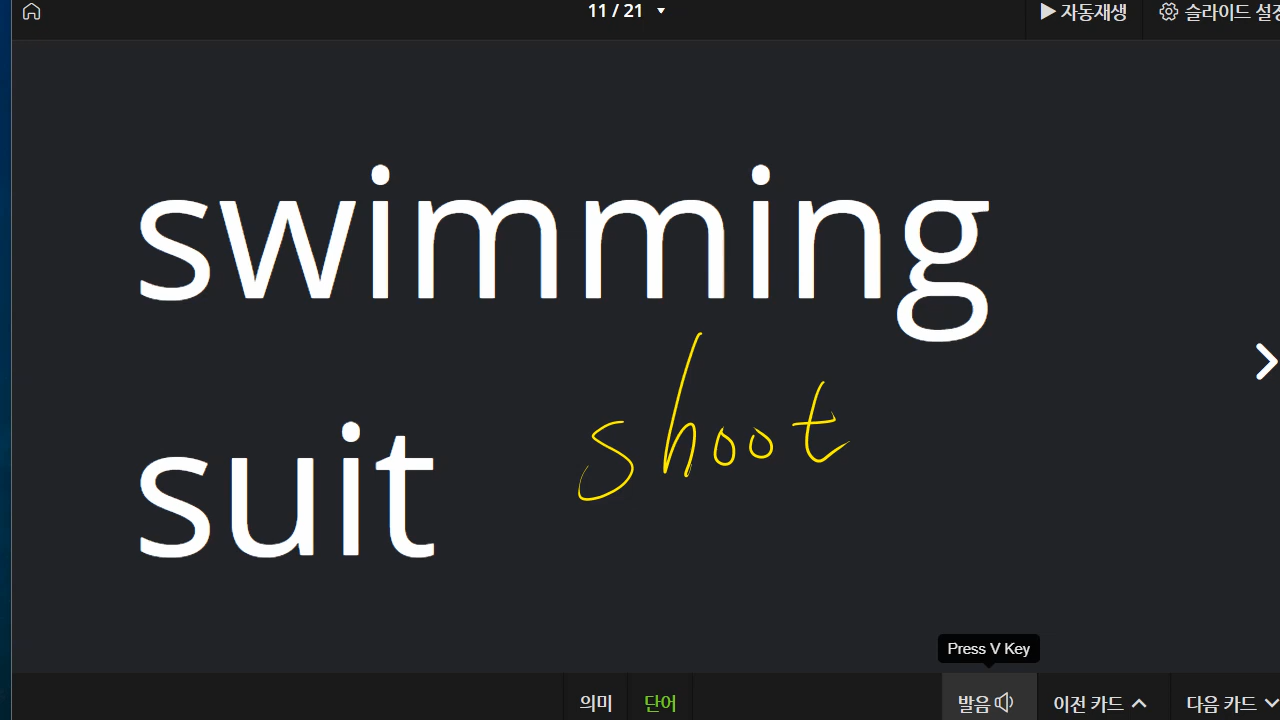 11 / 21
자동재생
슬라이드 설정
swimming
suit
shoot
Press V Key
의미
단어
발음
이전 카드
다음 카드